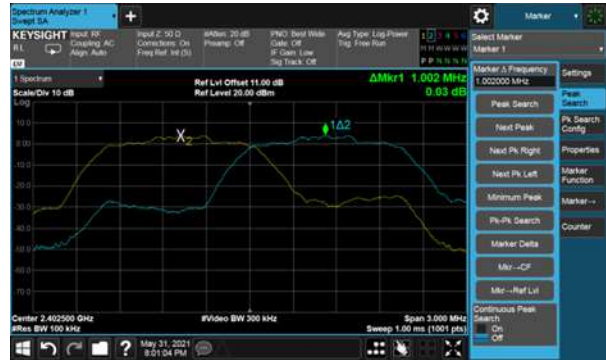 Spectrum Analyzer 1
Swept SA
+
Marker
KEYSIGHT
Input: RF
Coupling: AC
Align: Auto
Input Z: 50 Ω
Corrections: On
Freq Ref: Int (S)
#Atten: 20 dB
Preamp: Off
PNO: Best Wide
Gate: Off
IF Gain: Low
Sig Track: Off
Avg Type: Log-Power
Trig: Free Run
1 2 3 4 5 6
M M W W W W
P P N N N N
RL
LV
Select Marker
Marker 1
1 Spectrum
Scale/Div 10 dB
Ref Lvl Offset 11.00 dB
Ref Level 20.00 dBm
ΔMkr1 1.002 MHz
0.03 dB
Marker Δ Frequency
1.002000 MHz
Settings
Peak Search
Peak
Search
Next Peak
Pk Search
Config
Next Pk Right
Properties
Next Pk Left
Marker
Function
Minimum Peak
Marker→
Pk-Pk Search
Counter
Marker Delta
Mkr→CF
Mkr→Ref Lvl
Continuous Peak
Search
On
Off
Log
10.0
0.00
-10.0
-20.0
-30.0
-40.0
-50.0
-60.0
-70.0
X2
1Δ2
Center 2.402500 GHz
#Res BW 100 kHz
#Video BW 300 kHz
Span 3.000 MHz
Sweep 1.00 ms (1001 pts)
?
May 31, 2021
8:01:04 PM